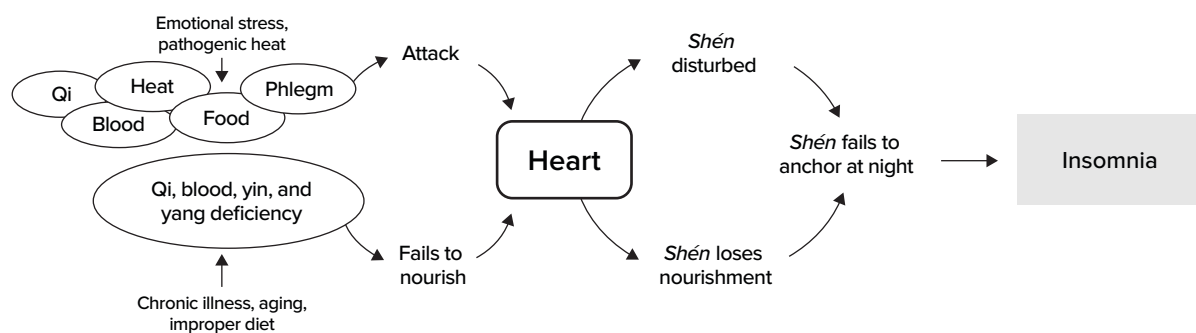 Emotional stress,
pathogenic heat
Qi
Heat
Blood
Food
Phlegm
Attack
Qi, blood, yin, and
yang deficiency
Chronic illness, aging,
improper diet
Fails to
nourish
Heart
Shén
disturbed
Shén loses
nourishment
Shén fails to
anchor at night
Insomnia